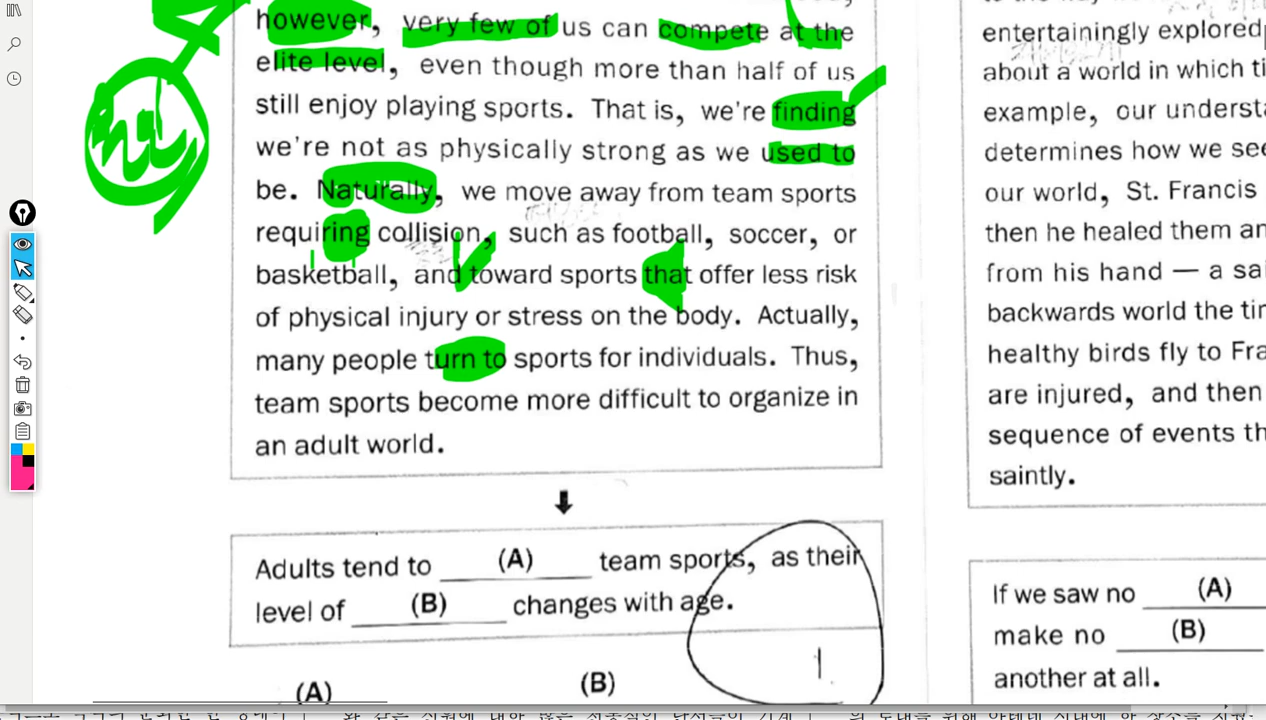 however, very few of us can compete at the
elite level, even though more than half of us
still enjoy playing sports. That is, we're finding
we're not as physically strong as we used to
be. Naturally, we move away from team sports
requiring collision, such as football, soccer, or
basketball, and toward sports that offer less risk
of physical injury or stress on the body. Actually,
many people turn to sports for individuals. Thus,
team sports become more difficult to organize in
an adult world.
Adults tend to (A) team sports, as their
level of (B) changes with age.
(A) (B)
entertainingly explored
about a world in which
example, our
determines how we see
our world, St. Francis
then he healed them
from his hand — a
backwards world the
healthy birds fly to
are injured, and then
sequence of events
saintly.
If we saw no (A)
make no (B)
another at all.